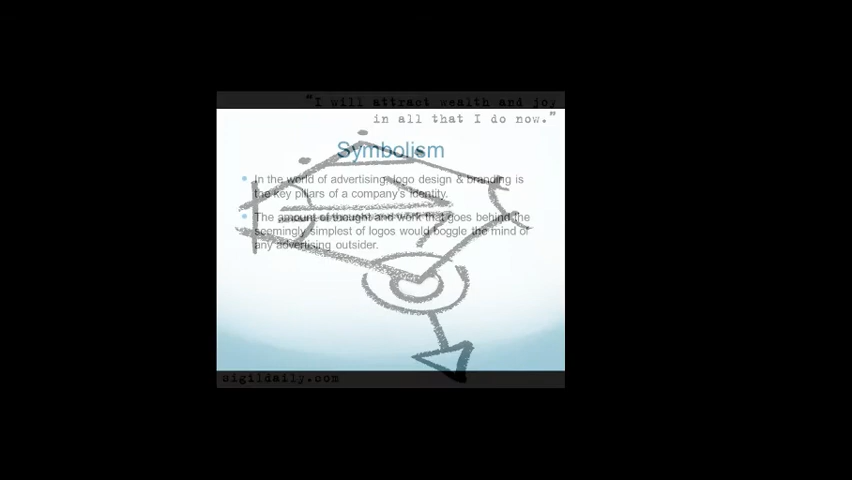 "I will attract wealth and joy
in all that I do now."
Symbolism
In the world of advertising, logo design & branding is
the key pillars of a company's identity.
The amount of thought and work that goes behind the
seemingly simplest of logos would boggle the mind of
any advertising outsider.
sigildaily.com